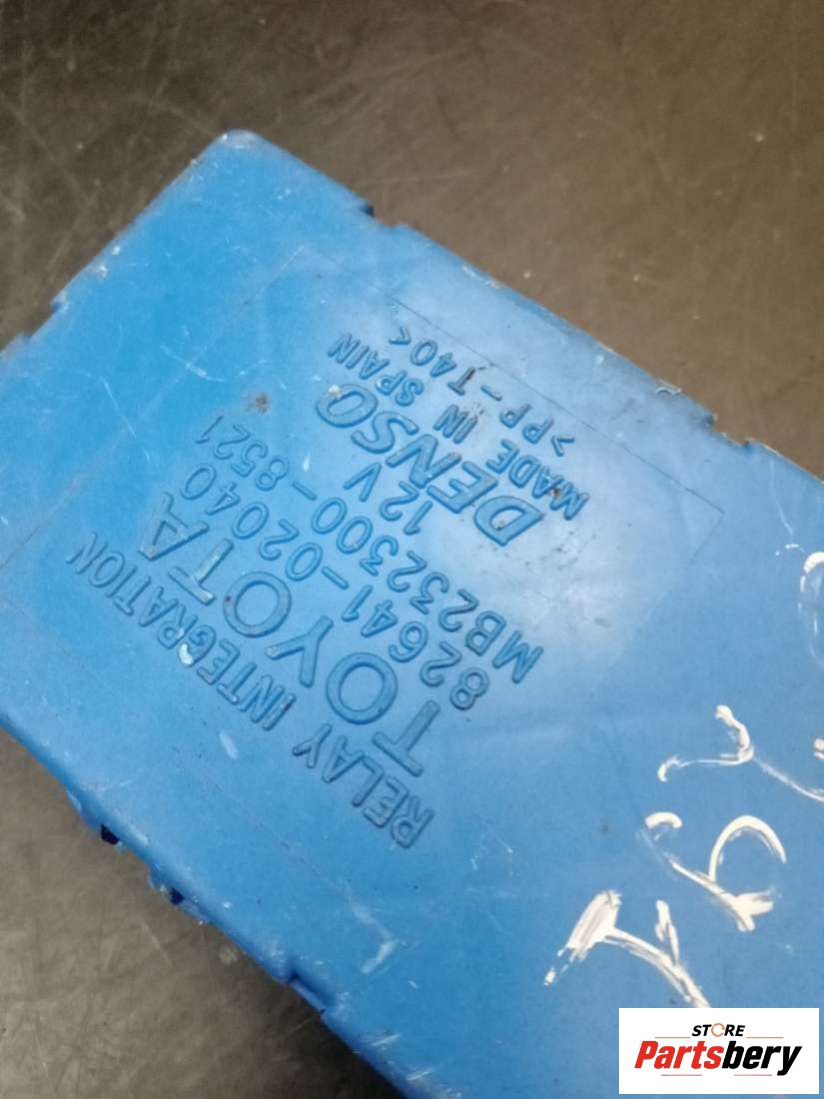 RELAY INTEGRATION
TOYOTA
82641-02040
MB232300-8521
12V
DENSO
MADE IN SPAIN
>PP-T40<
STORE
Partsbery